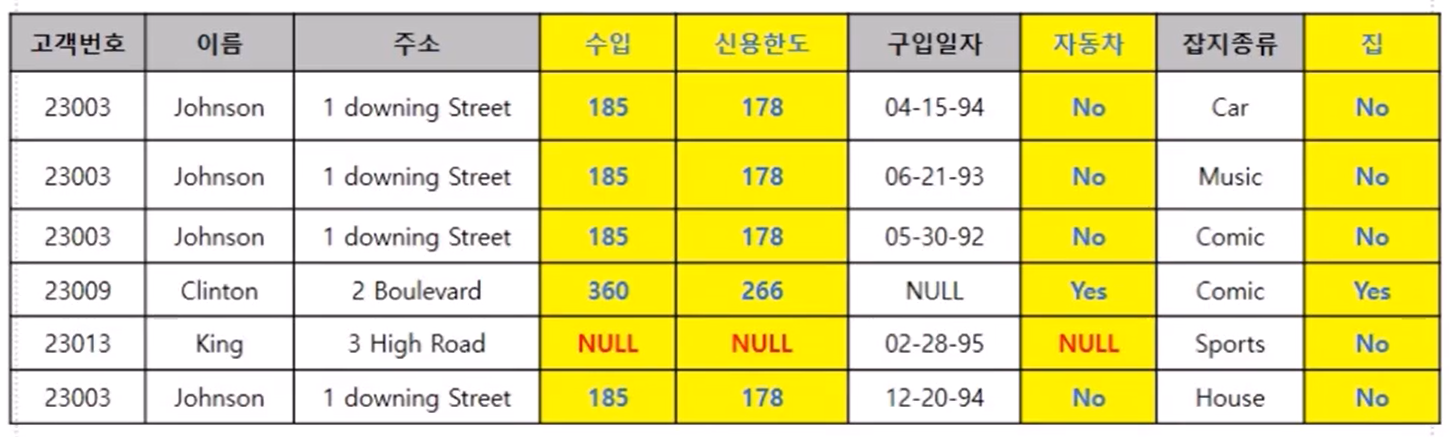 고객번호 이름 주소 수입 신용한도 구입일자 자동차 잡지종류 집
23003 Johnson 1 downing Street 185 178 04-15-94 No Car No
23003 Johnson 1 downing Street 185 178 06-21-93 No Music No
23003 Johnson 1 downing Street 185 178 05-30-92 No Comic No
23009 Clinton 2 Boulevard 360 266 NULL Yes Comic Yes
23013 King 3 High Road NULL NULL 02-28-95 NULL Sports No
23003 Johnson 1 downing Street 185 178 12-20-94 No House No